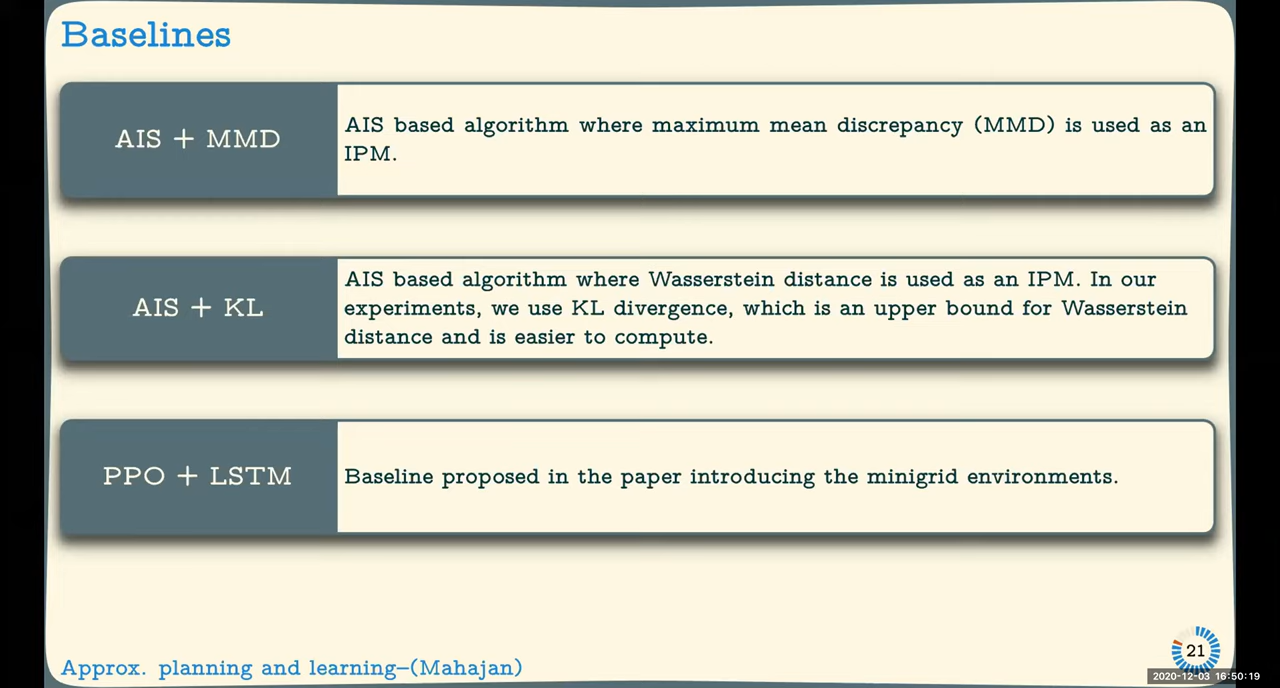 Baselines
AIS + MMD
AIS based algorithm where maximum mean discrepancy (MMD) is used as an
IPM.
AIS + KL
AIS based algorithm where Wasserstein distance is used as an IPM. In our
experiments, we use KL divergence, which is an upper bound for Wasserstein
distance and is easier to compute.
PPO + LSTM
Baseline proposed in the paper introducing the minigrid environments.
Approx. planning and learning–(Mahajan)
21
2020-12-03 16:50:19